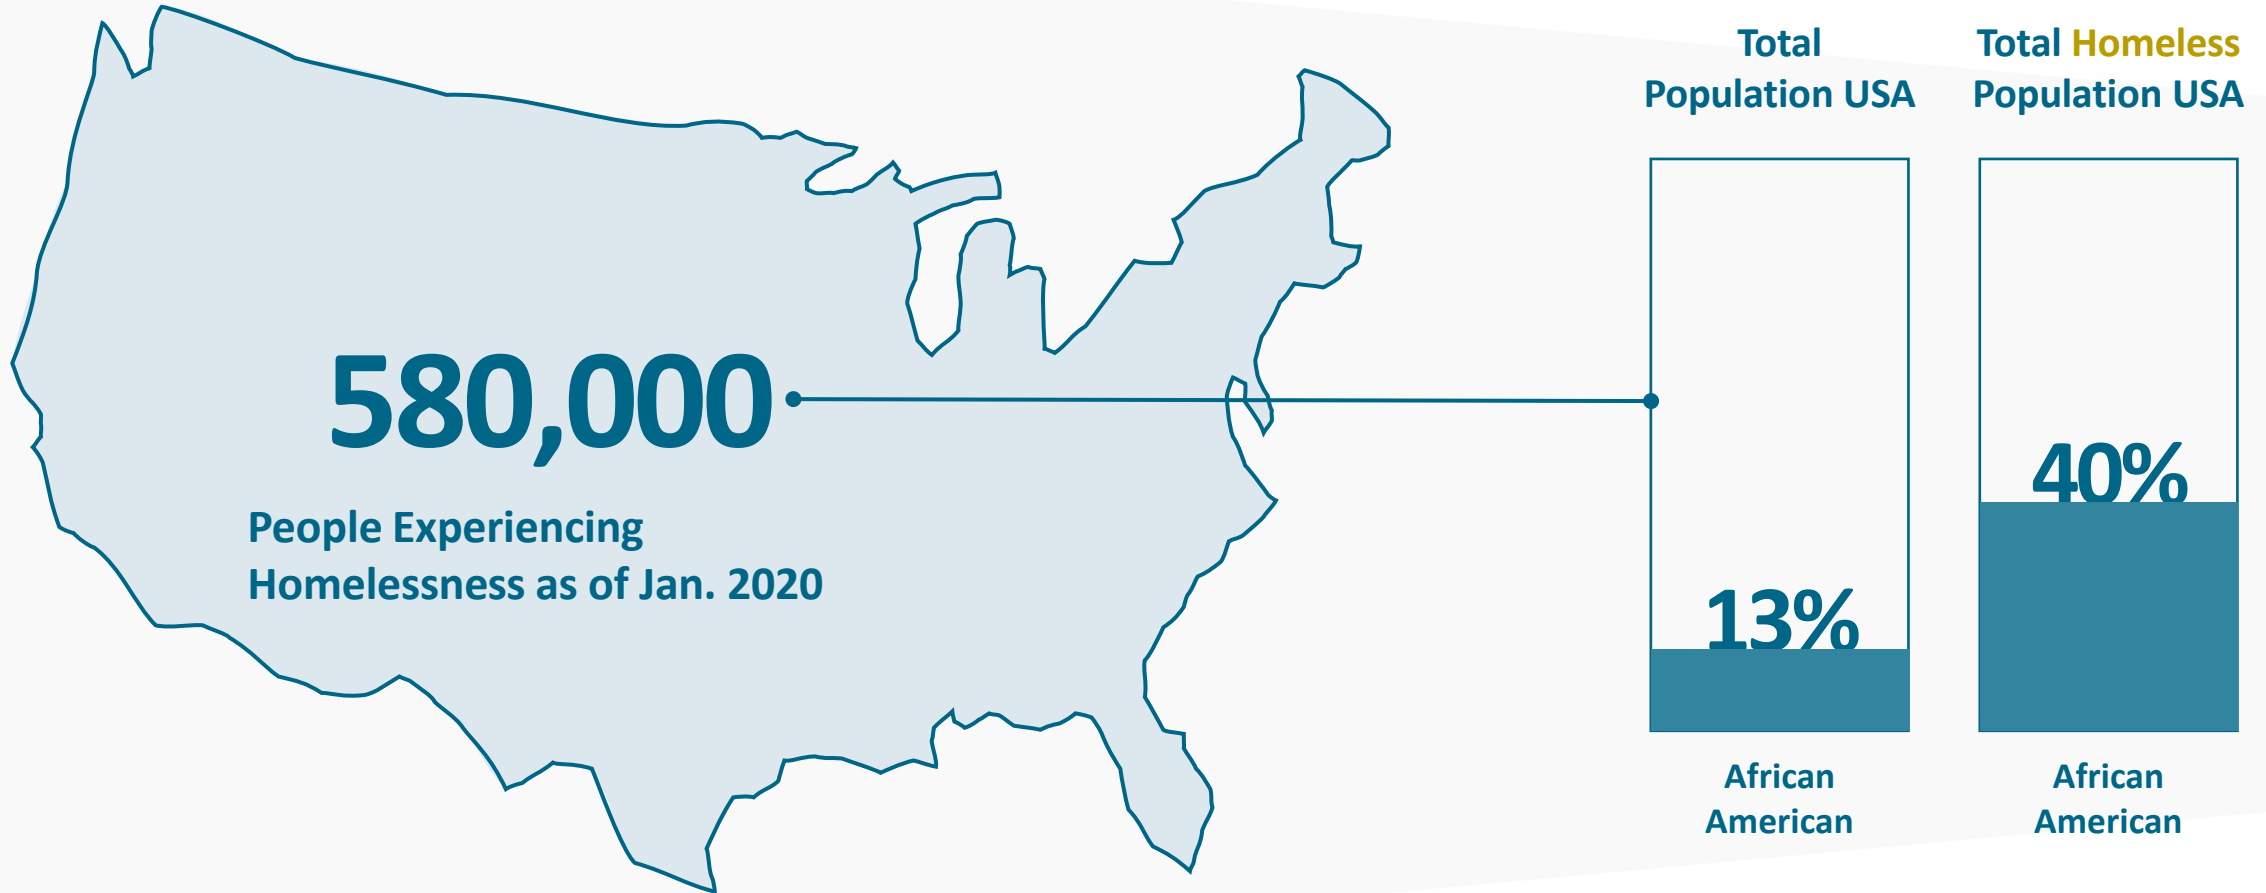 580,000
People Experiencing
Homelessness as of Jan. 2020
Total
Population USA
13%
African
American
Total Homeless
Population USA
40%
African
American